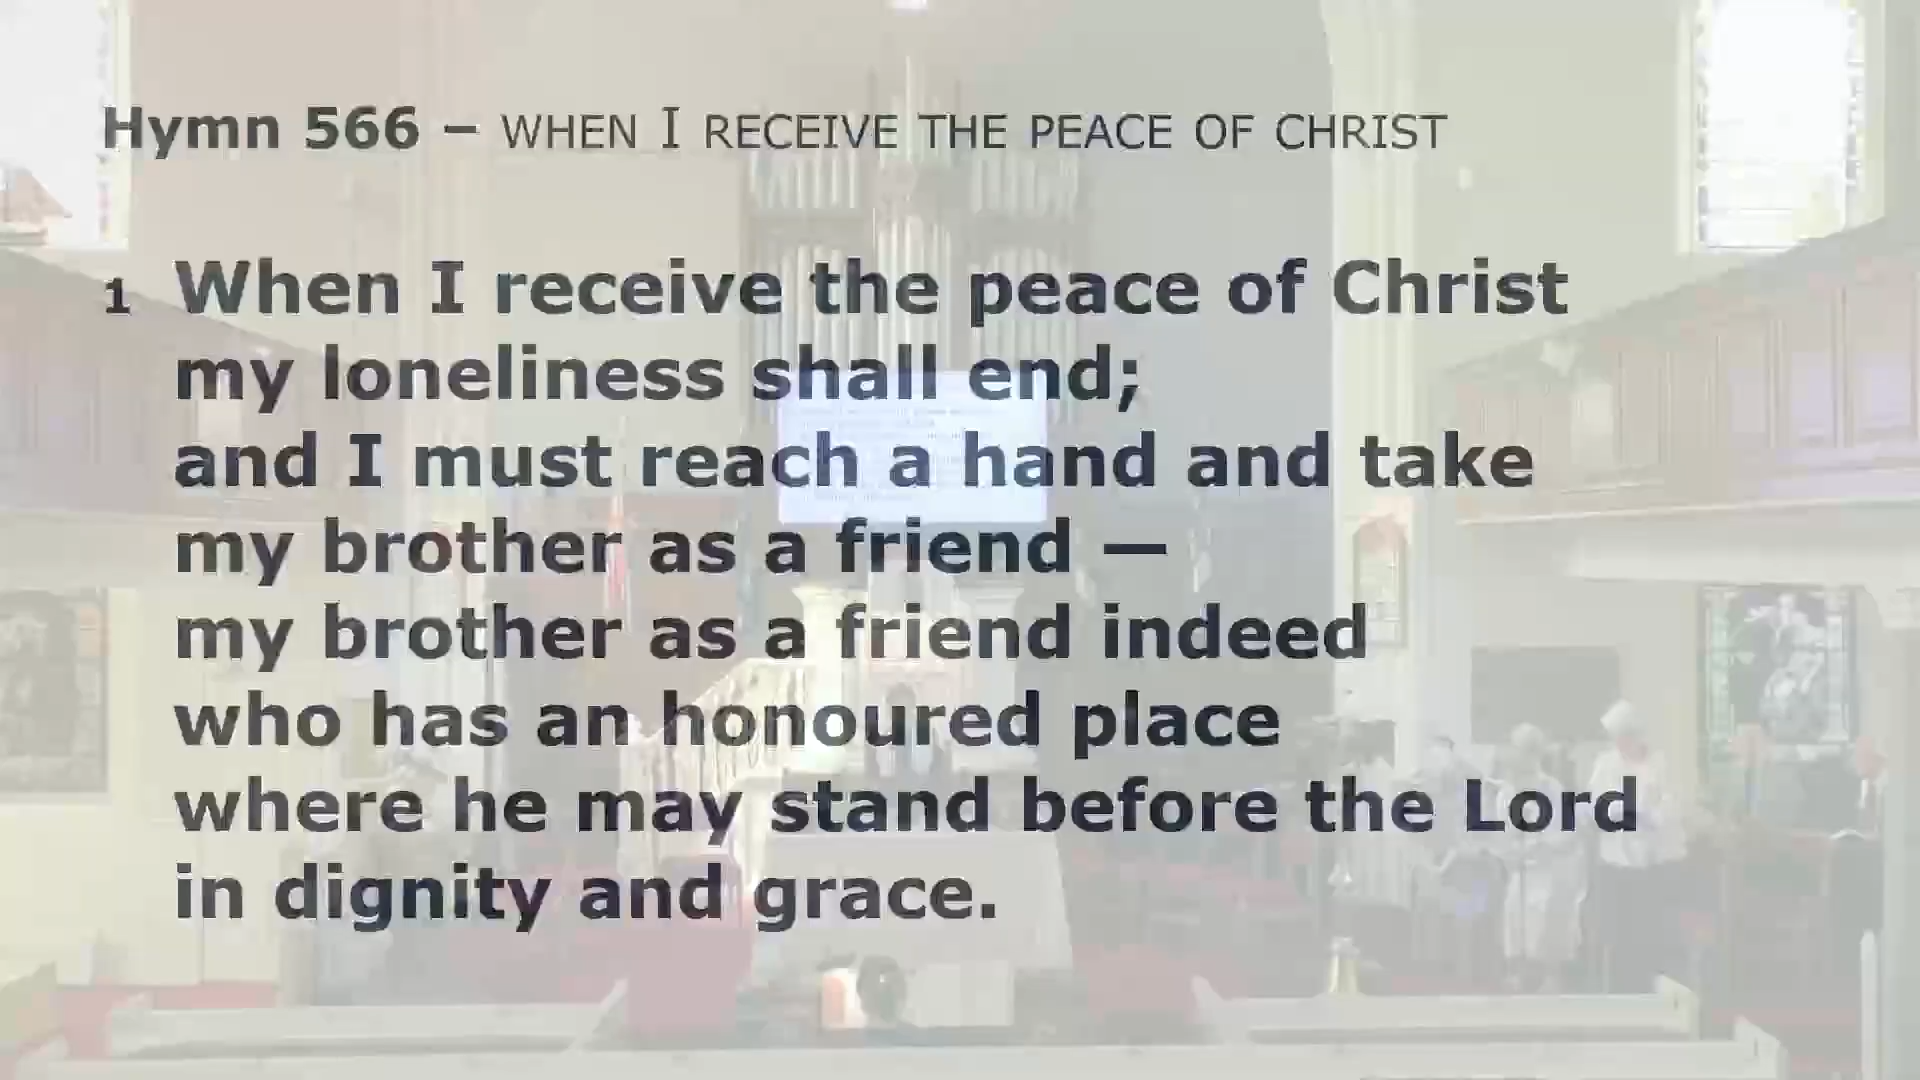 Hymn 566 – WHEN I RECEIVE THE PEACE OF CHRIST
1 When I receive the peace of Christ
my loneliness shall end;
and I must reach a hand and take
my brother as a friend —
my brother as a friend indeed
who has an honoured place
where he may stand before the Lord
in dignity and grace.